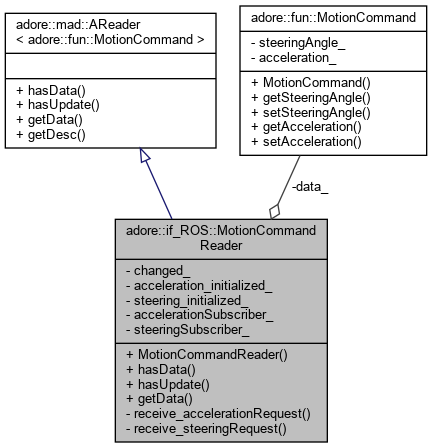 adore::mad::AReader
< adore::fun::MotionCommand >
+ hasData()
+ hasUpdate()
+ getData()
+ getDesc()
adore::fun::MotionCommand
- steeringAngle_
- acceleration_
+ MotionCommand()
+ getSteeringAngle()
+ setSteeringAngle()
+ getAcceleration()
+ setAcceleration()
-data_
adore::if_ROS::MotionCommand
Reader
- changed_
- acceleration_initialized_
- steering_initialized_
- accelerationSubscriber_
- steeringSubscriber_
+ MotionCommandReader()
+ hasData()
+ hasUpdate()
+ getData()
- receive_accelerationRequest()
- receive_steeringRequest()